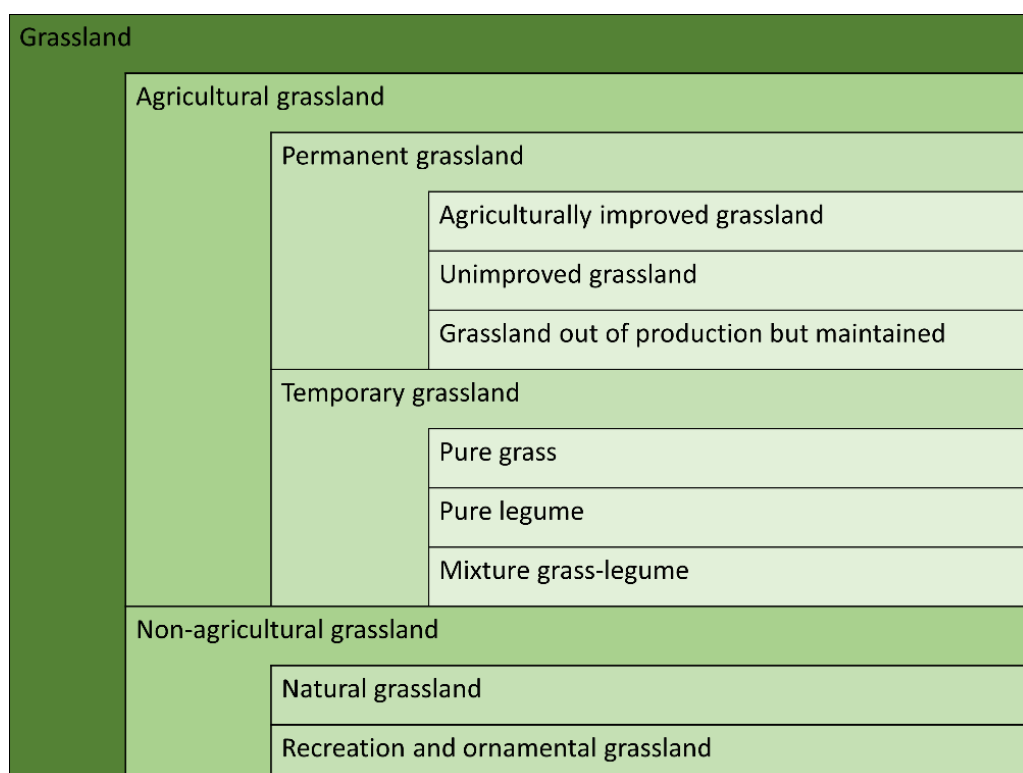 Grassland
Agricultural grassland
Permanent grassland
Agriculturally improved grassland
Unimproved grassland
Grassland out of production but maintained
Temporary grassland
Pure grass
Pure legume
Mixture grass-legume
Non-agricultural grassland
Natural grassland
Recreation and ornamental grassland